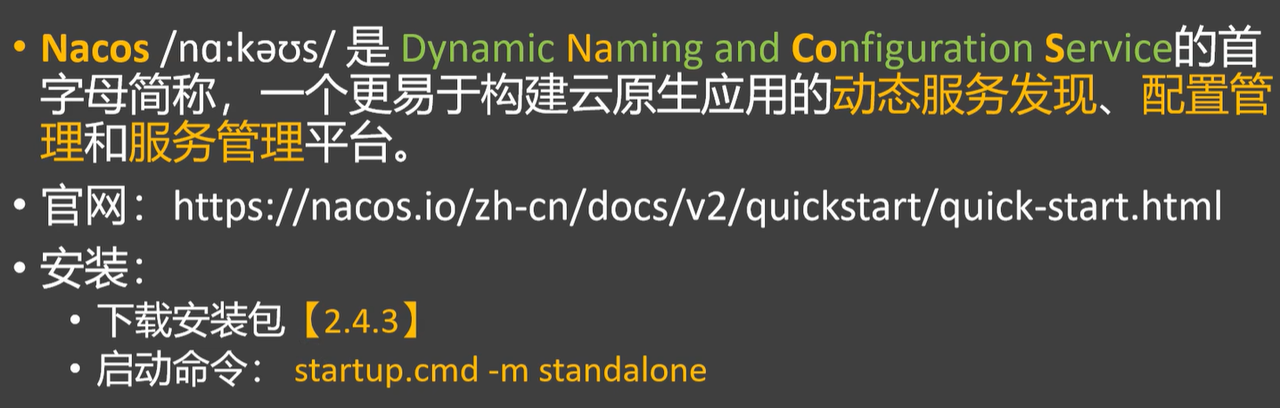 • Nacos /nɑ:kəʊs/ 是 Dynamic Naming and Configuration Service的首
字母简称，一个更易于构建云原生应用的动态服务发现、配置管
理和服务管理平台。
• 官网：https://nacos.io/zh-cn/docs/v2/quickstart/quick-start.html
• 安装：
• 下载安装包【2.4.3】
• 启动命令： startup.cmd -m standalone